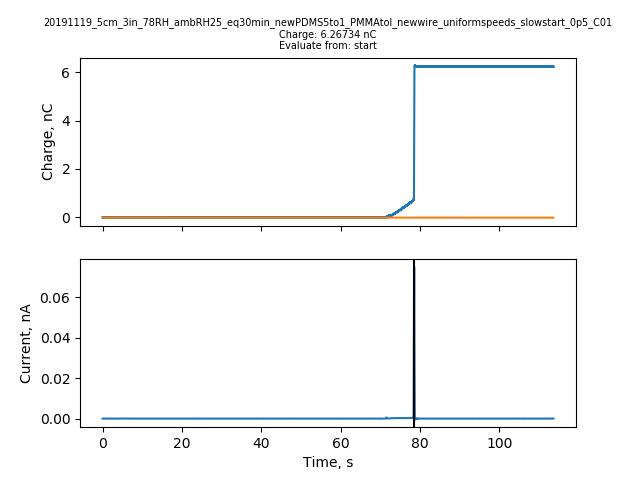 20191119_5cm_3in_78RH_ambRH25_eq30min_newPDMS5to1_PMMAtol_newwire_uniformspeeds_slowstart_0p5_C01
Charge: 6.26734 nC
Evaluate from: start
Charge, nC
6
4
2
0
Current, nA
0.06
0.04
0.02
0.00
0 20 40 60 80 100
Time, s